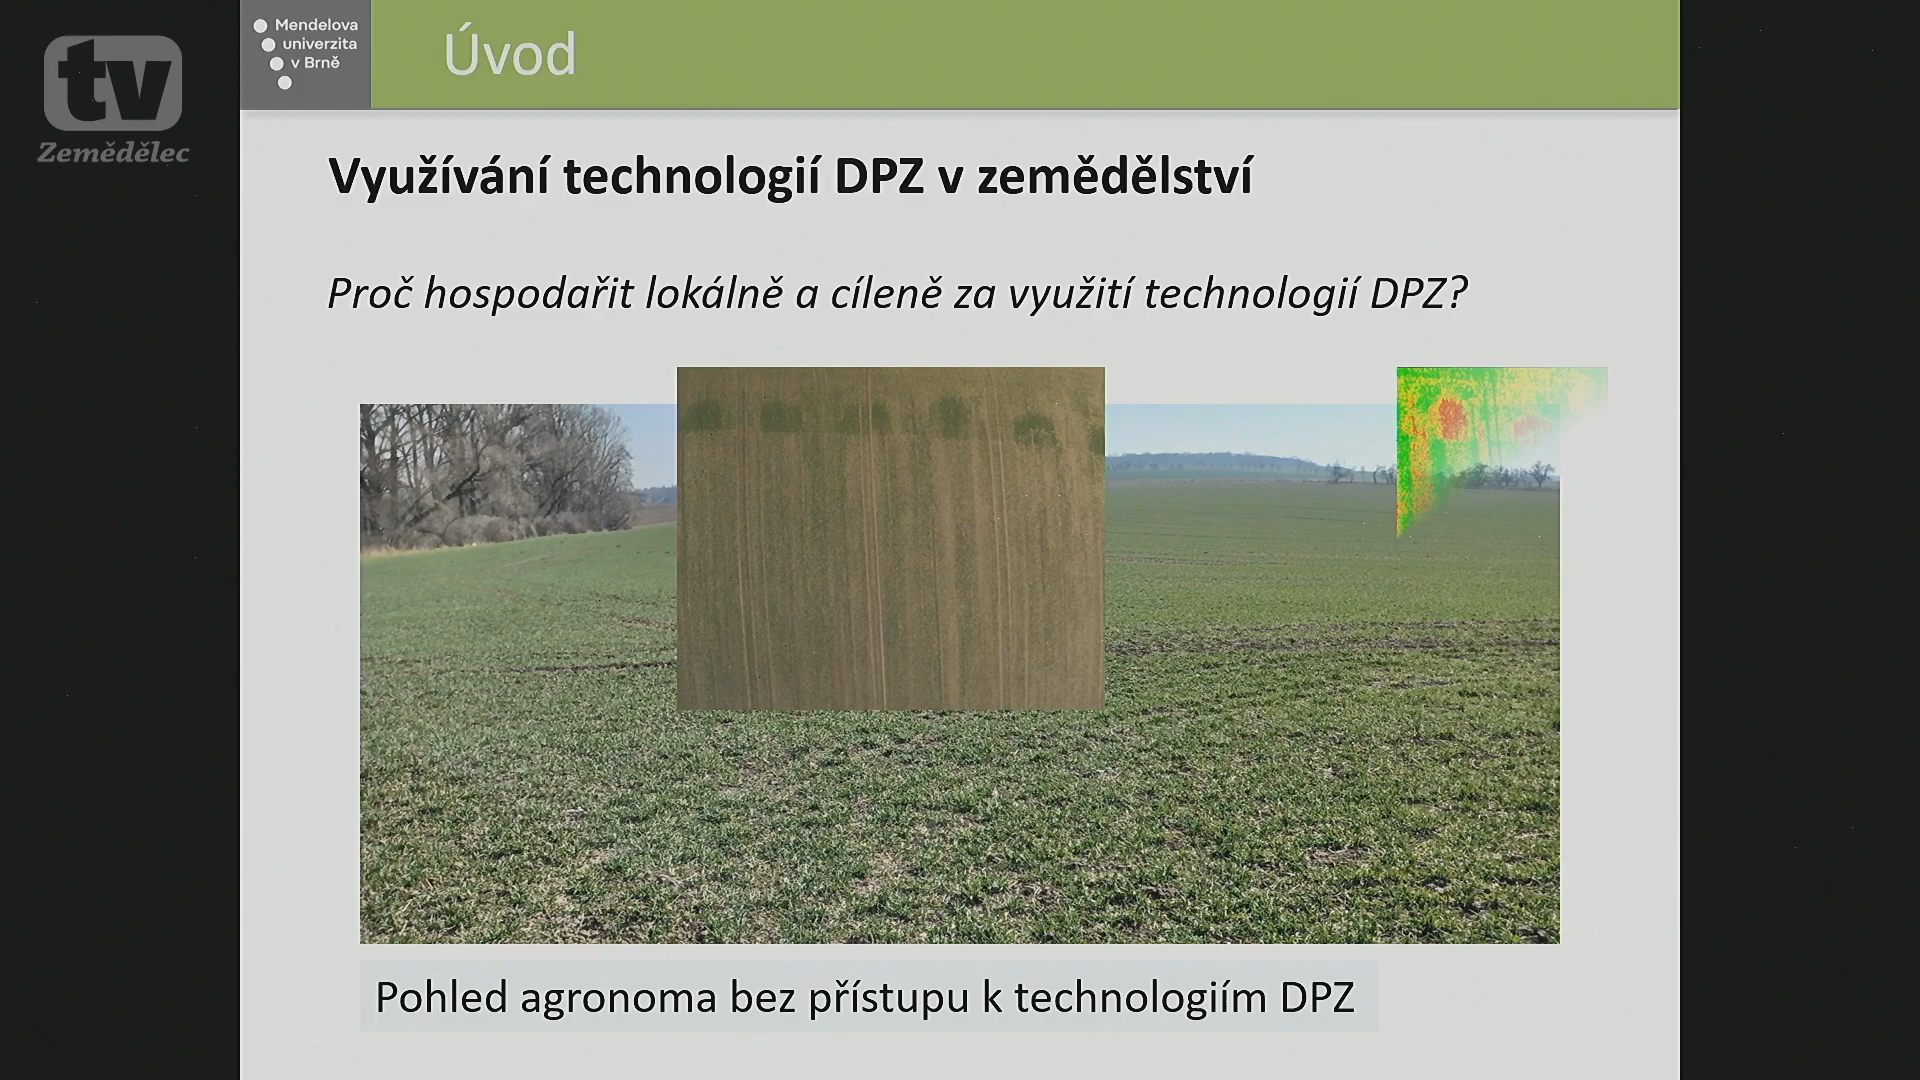 tv
Zemědělec
Mendelova
univerzita
v Brně
Úvod
Využívání technologií DPZ v zemědělství
Proč hospodařit lokálně a cíleně za využití technologií DPZ?
Pohled agronoma bez přístupu k technologiím DPZ